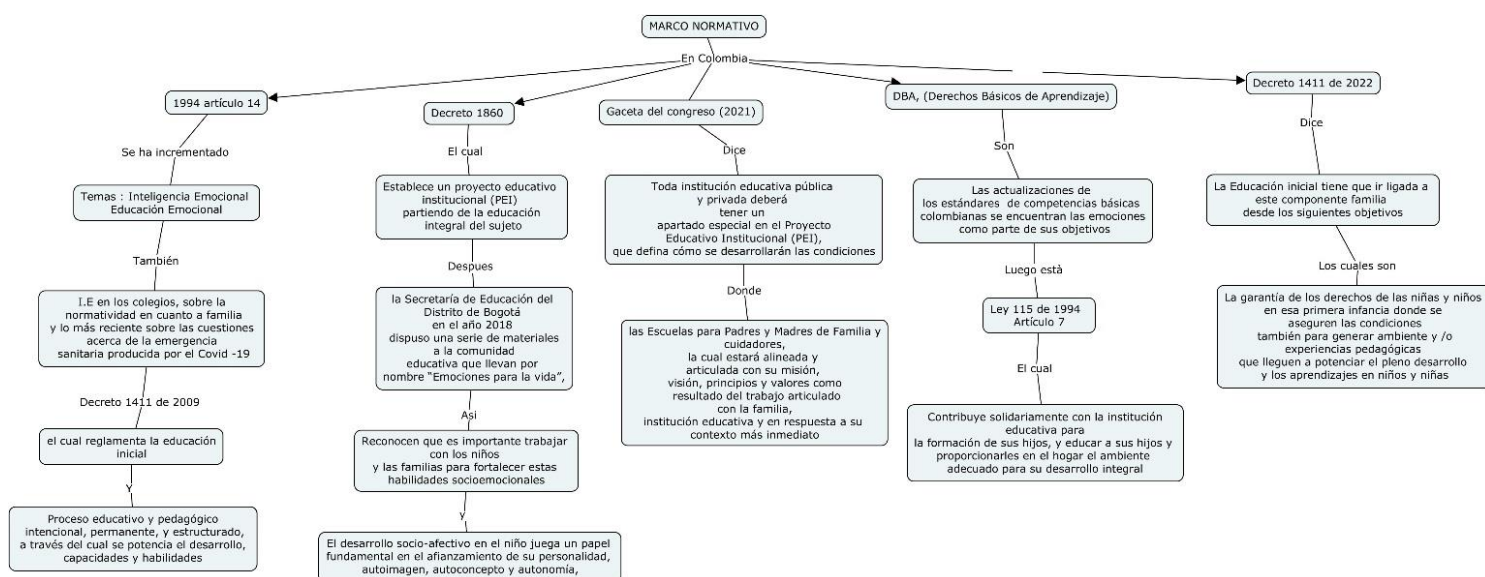 MARCO NORMATIVO
En Colombia
1994 artículo 14
Se ha incrementado
Temas : Inteligencia Emocional
Educación Emocional
También
I.E en los colegios, sobre la
normatividad en cuanto a familia
y lo más reciente sobre las cuestiones
acerca de la emergencia
sanitaria producida por el Covid -19
Decreto 1411 de 2009
el cual reglamenta la educación
inicial
Y
Proceso educativo y pedagógico
intencional, permanente, y estructurado,
a través del cual se potencia el desarrollo,
capacidades y habilidades
Decreto 1860
El cual
Establece un proyecto educativo
institucional (PEI)
partiendo de la educación
integral del sujeto
Despues
la Secretaría de Educación del
Distrito de Bogotá
en el año 2018
dispuso una serie de materiales
a la comunidad
educativa que llevan por
nombre “Emociones para la vida”,
Asi
Reconocen que es importante trabajar
con los niños
y las familias para fortalecer estas
habilidades socioemocionales
y
El desarrollo socio-afectivo en el niño juega un papel
fundamental en el afianzamiento de su personalidad,
autoimagen, autoconcepto y autonomía,
Gaceta del congreso (2021)
Dice
Toda institución educativa pública
y privada deberá
tener un
apartado especial en el Proyecto
Educativo Institucional (PEI),
que defina cómo se desarrollarán las condiciones
Donde
las Escuelas para Padres y Madres de Familia y
cuidadores,
la cual estará alineada y
articulada con su misión,
visión, principios y valores como
resultado del trabajo articulado
con la familia,
institución educativa y en respuesta a su
contexto más inmediato
DBA, (Derechos Básicos de Aprendizaje)
Son
Las actualizaciones de
los estándares de competencias básicas
colombianas se encuentran las emociones
como parte de sus objetivos
Luego està
Ley 115 de 1994
Artículo 7
El cual
Contribuye solidariamente con la institución
educativa para
la formación de sus hijos, y educar a sus hijos y
proporcionarles en el hogar el ambiente
adecuado para su desarrollo integral
Decreto 1411 de 2022
Dice
La Educación inicial tiene que ir ligada a
este componente familia
desde los siguientes objetivos
Los cuales son
La garantía de los derechos de las niñas y niños
en esa primera infancia donde se
aseguren las condiciones
también para generar ambiente y /o
experiencias pedagógicas
que lleguen a potenciar el pleno desarrollo
y los aprendizajes en niños y niñas